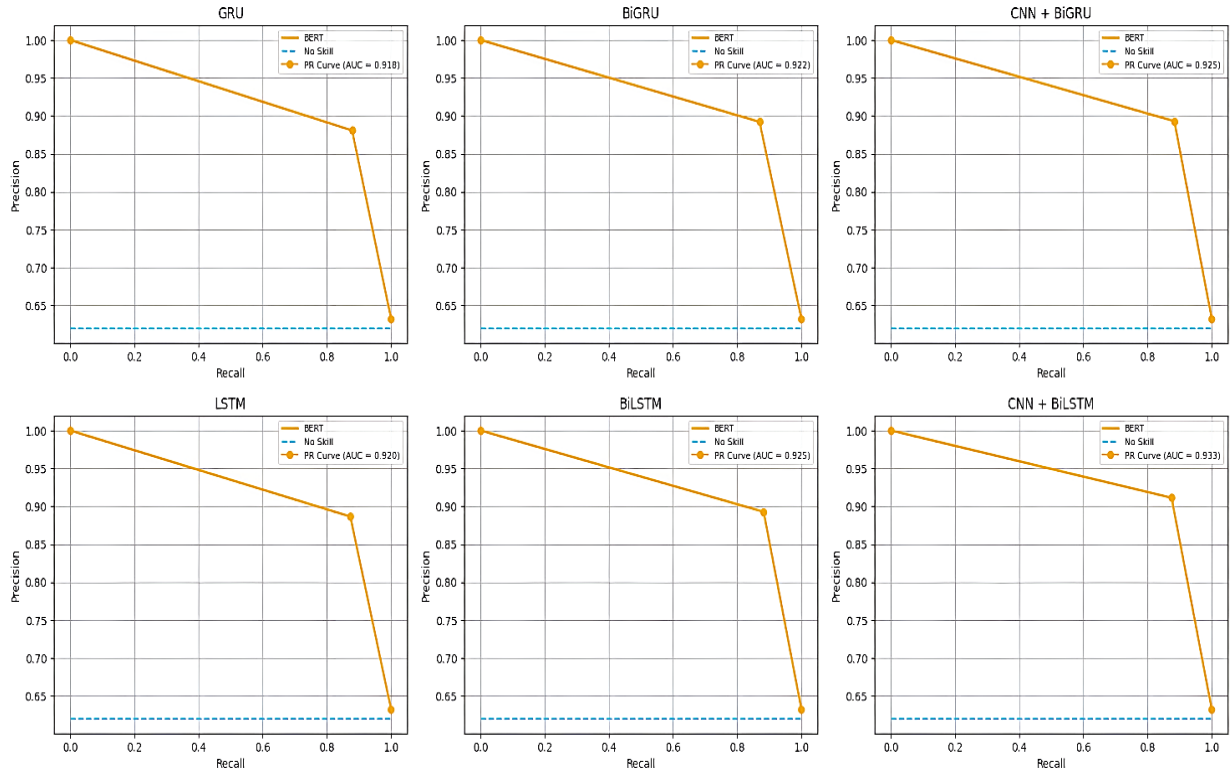 GRU
BERT
No Skill
PR Curve (AUC = 0.918)
1.00
0.95
0.90
0.85
0.80
0.75
0.70
0.65
Precision
0.0 0.2 0.4 0.6 0.8 1.0
Recall
BiGRU
BERT
No Skill
PR Curve (AUC = 0.922)
1.00
0.95
0.90
0.85
0.80
0.75
0.70
0.65
Precision
0.0 0.2 0.4 0.6 0.8 1.0
Recall
CNN + BiGRU
BERT
No Skill
PR Curve (AUC = 0.925)
1.00
0.95
0.90
0.85
0.80
0.75
0.70
0.65
Precision
0.0 0.2 0.4 0.6 0.8 1.0
Recall
LSTM
BERT
No Skill
PR Curve (AUC = 0.920)
1.00
0.95
0.90
0.85
0.80
0.75
0.70
0.65
Precision
0.0 0.2 0.4 0.6 0.8 1.0
Recall
BiLSTM
BERT
No Skill
PR Curve (AUC = 0.925)
1.00
0.95
0.90
0.85
0.80
0.75
0.70
0.65
Precision
0.0 0.2 0.4 0.6 0.8 1.0
Recall
CNN + BiLSTM
BERT
No Skill
PR Curve (AUC = 0.933)
1.00
0.95
0.90
0.85
0.80
0.75
0.70
0.65
Precision
0.0 0.2 0.4 0.6 0.8 1.0
Recall